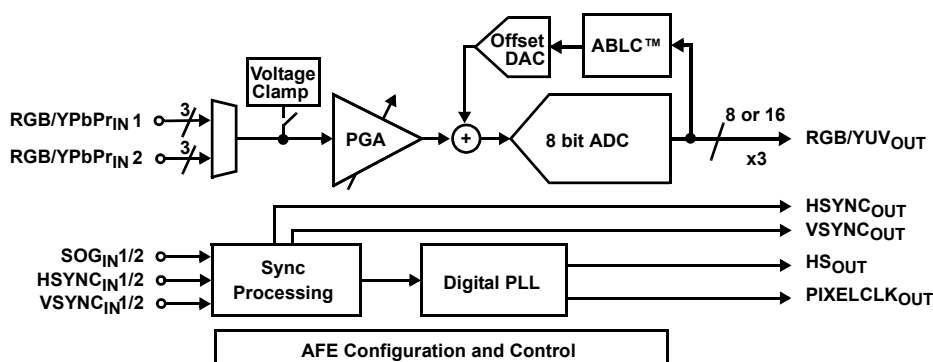 Offset
DAC
ABLC™
Voltage
Clamp
RGB/YPbPrIN 1
3
PGA
+
8 bit ADC
8 or 16
x3
RGB/YUVOUT
RGB/YPbPrIN 2
3
HSYNCOUT
VSYNCOUT
SOGIN1/2
HSYNCIN1/2
VSYNCIN1/2
Sync
Processing
Digital PLL
HSOUT
PIXELCLKOUT
AFE Configuration and Control